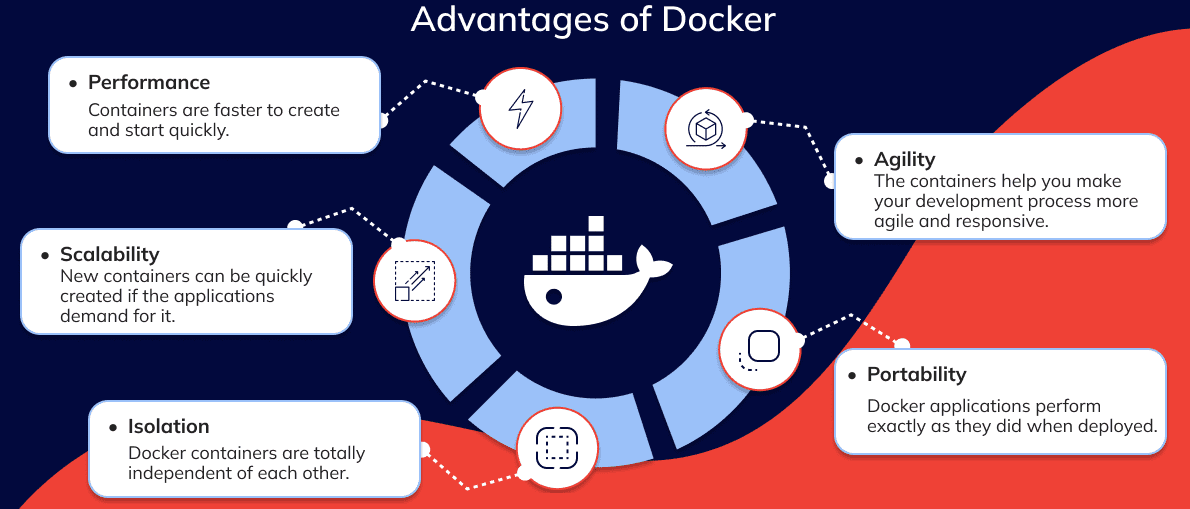 Advantages of Docker
• Performance
Containers are faster to create
and start quickly.
• Agility
The containers help you make
your development process more
agile and responsive.
• Scalability
New containers can be quickly
created if the applications
demand for it.
• Portability
Docker applications perform
exactly as they did when deployed.
• Isolation
Docker containers are totally
independent of each other.